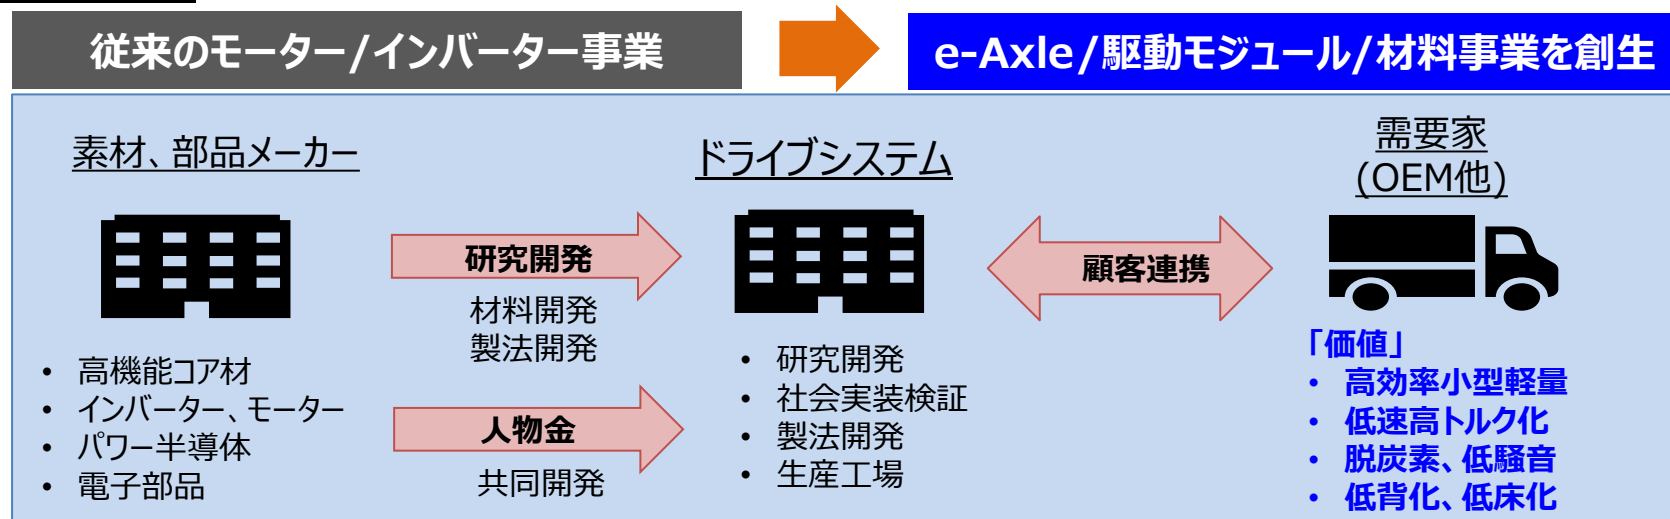 従来のモーター/インバーター事業
e-Axle/駆動モジュール/材料事業を創生
素材、部品メーカー
• 高機能コア材
• インバーター、モーター
• パワー半導体
• 電子部品
研究開発
材料開発
製法開発
人物金
共同開発
ドライブシステム
• 研究開発
• 社会実装検証
• 製法開発
• 生産工場
顧客連携
需要家
(OEM他)
「価値」
• 高効率小型軽量
• 低速高トルク化
• 脱炭素、低騒音
• 低背化、低床化